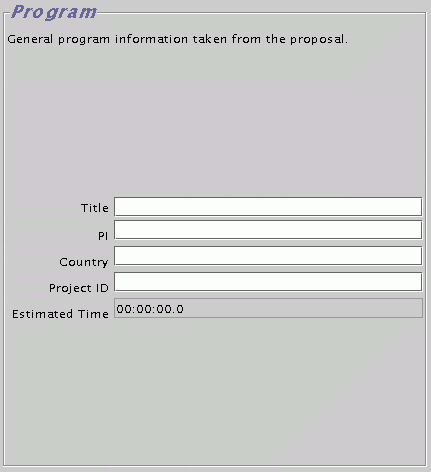 Program
General program information taken from the proposal.
Title
PI
Country
Project ID
Estimated Time 00:00:00.0